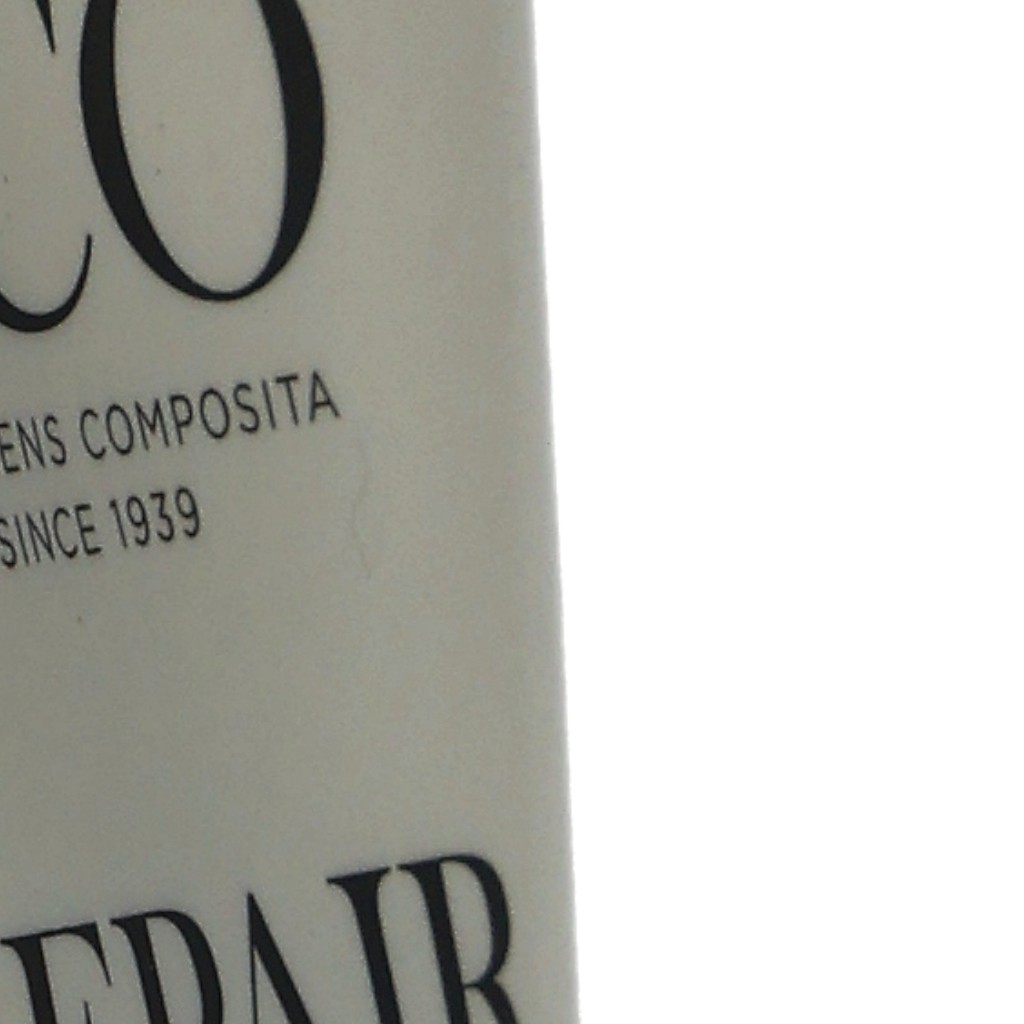 CO
ENS COMPOSITA
SINCE 1939
EPAIR